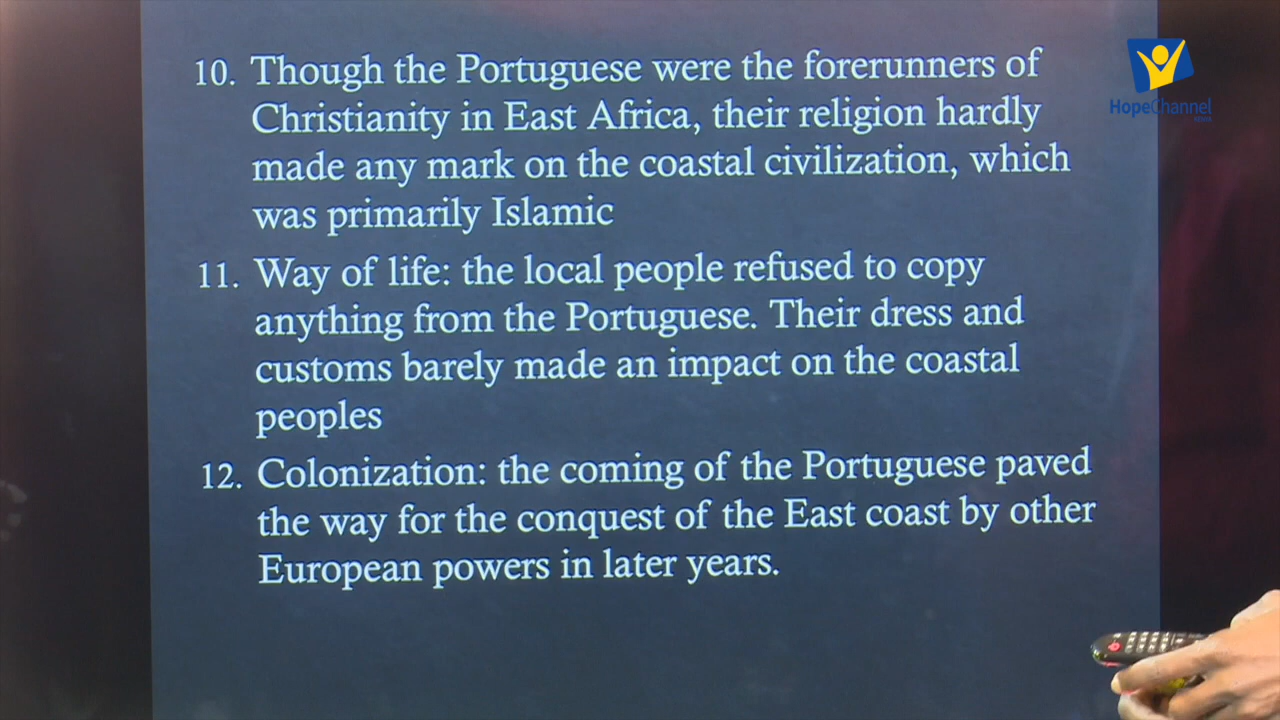 10. Though the Portuguese were the forerunners of
Christianity in East Africa, their religion hardly
made any mark on the coastal civilization, which
was primarily Islamic
11. Way of life: the local people refused to copy
anything from the Portuguese. Their dress and
customs barely made an impact on the coastal
peoples
12. Colonization: the coming of the Portuguese paved
the way for the conquest of the East coast by other
European powers in later years.
HopeChannel